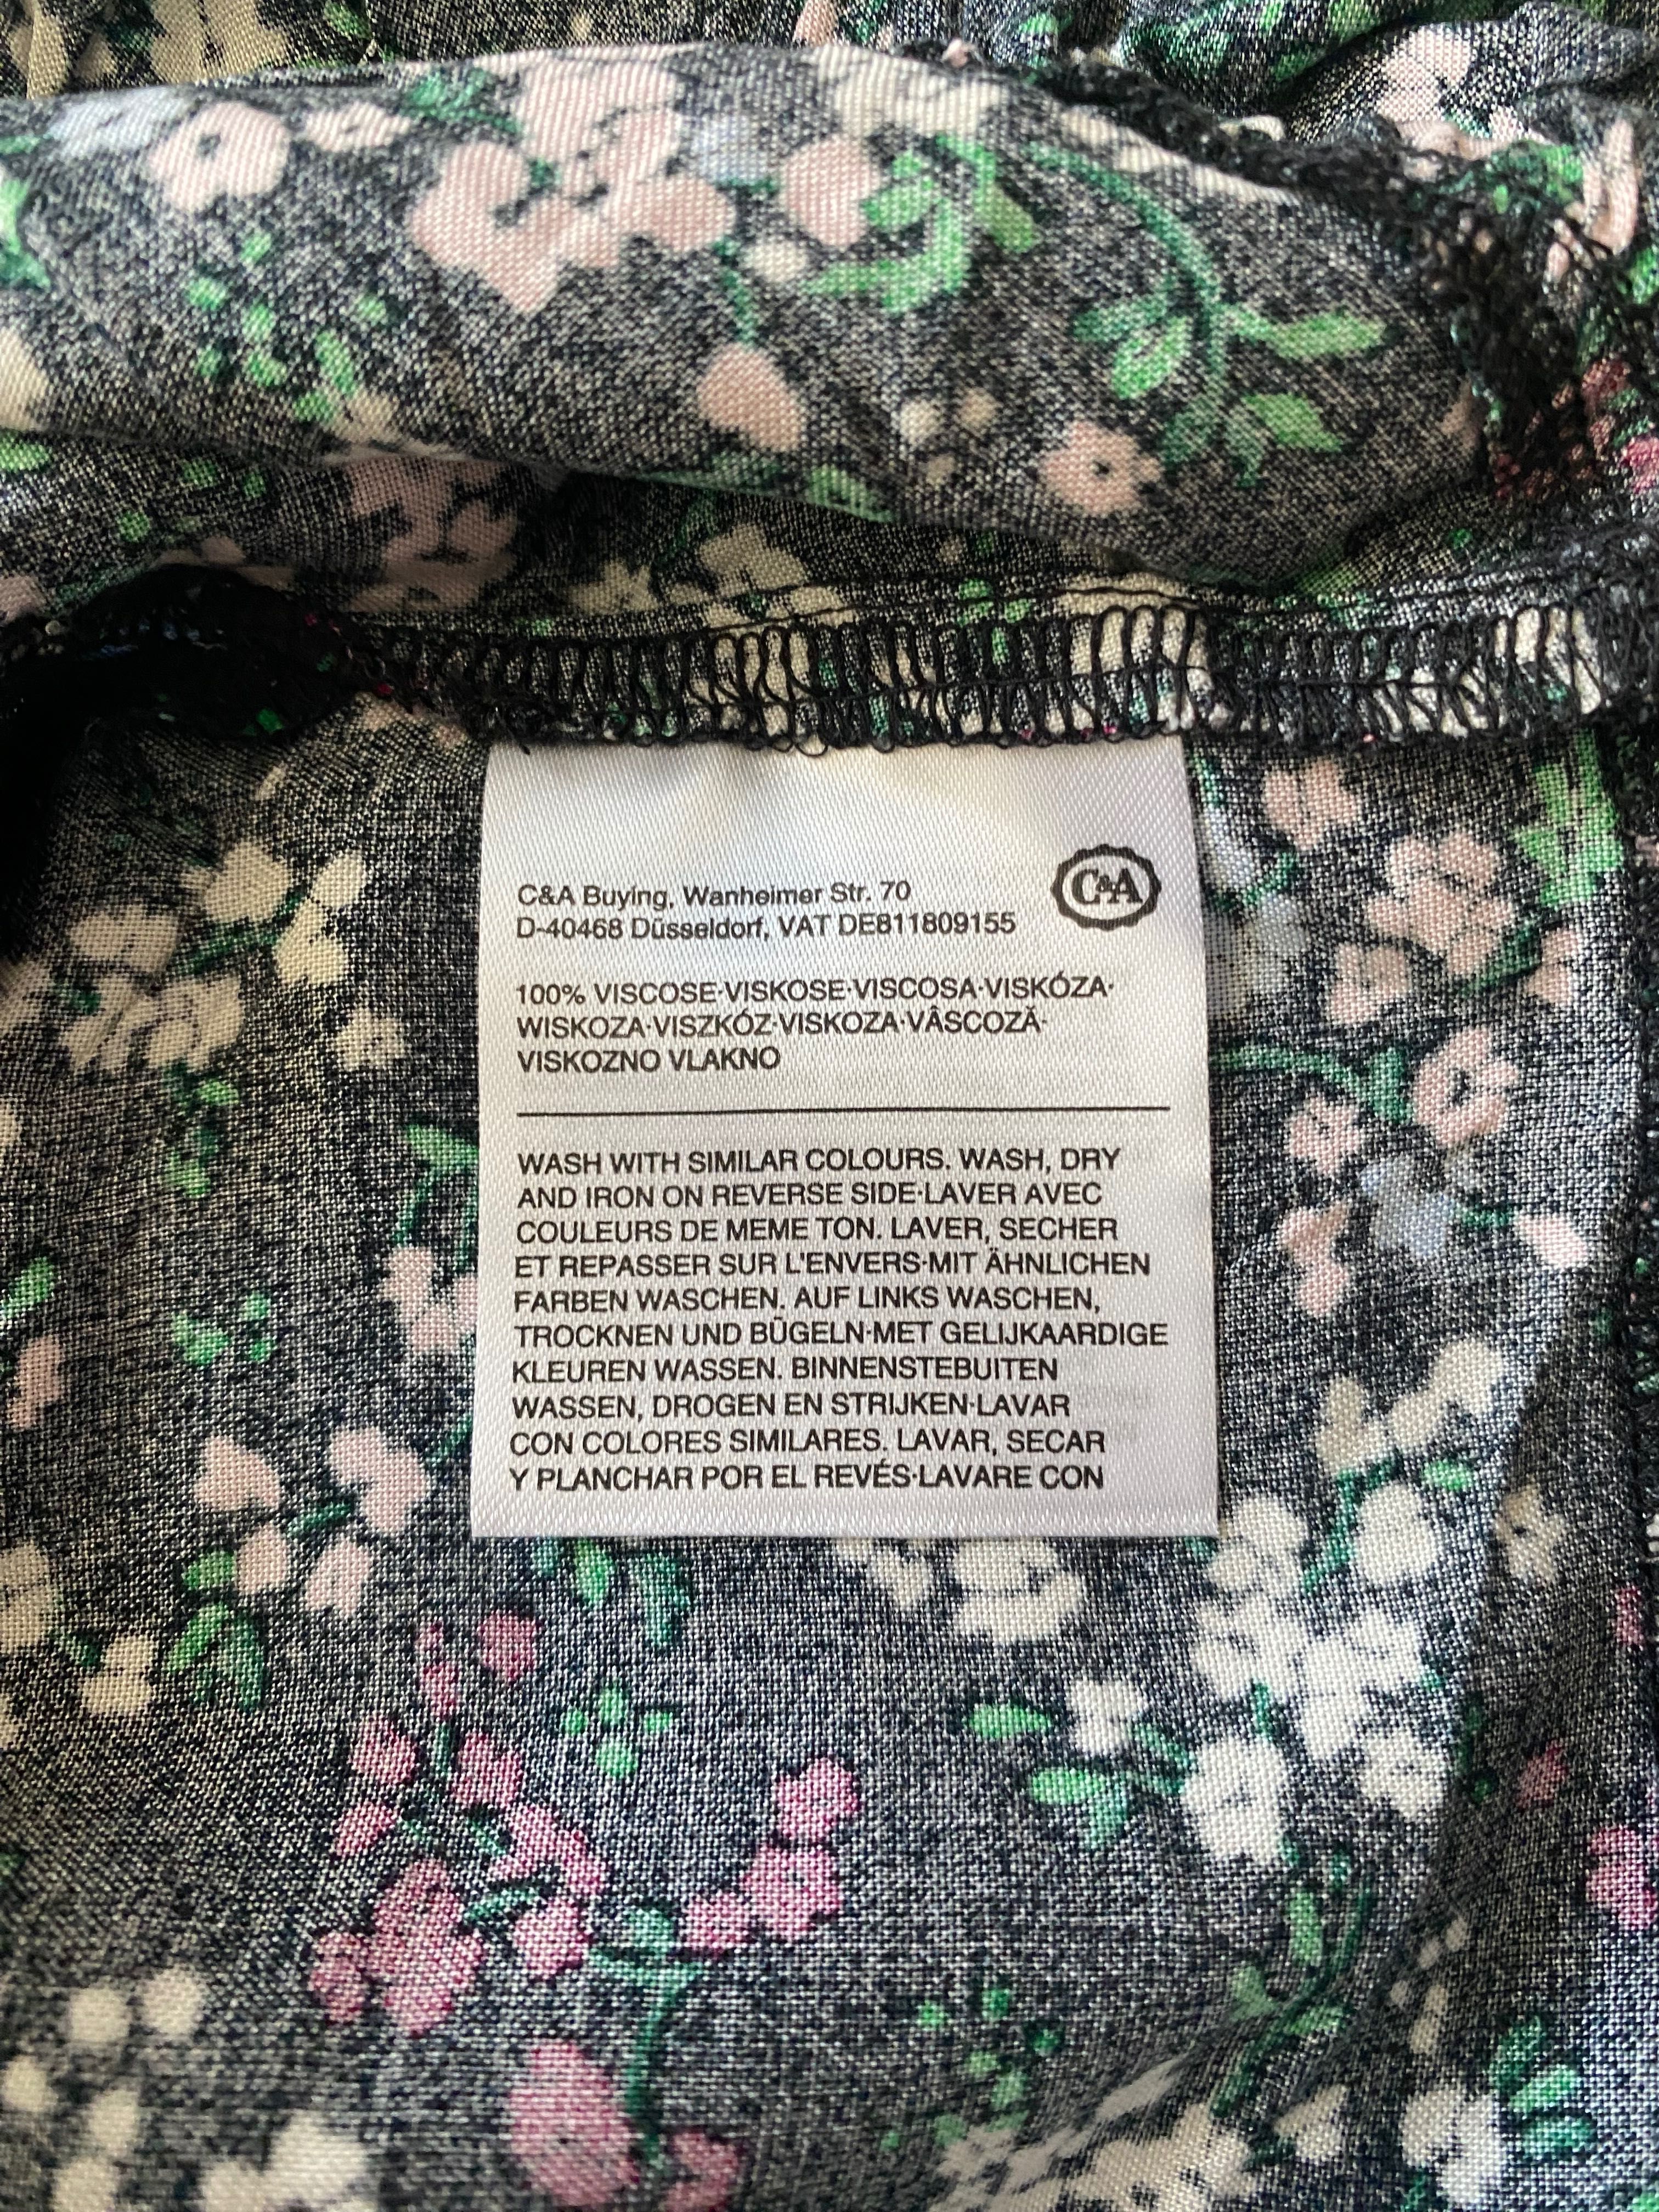 C&A Buying, Wanheimer Str. 70
D-40468 Düsseldorf, VAT DE811809155
C&A
100% VISCOSE·VISKOSE·VISCOSA·VISKÓZA·
WISKOZA·VISZKÓZ·VISKOZA·VÂSCOZĂ·
VISKOZNO VLAKNO
WASH WITH SIMILAR COLOURS. WASH, DRY
AND IRON ON REVERSE SIDE·LAVER AVEC
COULEURS DE MEME TON. LAVER, SECHER
ET REPASSER SUR L'ENVERS·MIT ÄHNLICHEN
FARBEN WASCHEN. AUF LINKS WASCHEN,
TROCKNEN UND BÜGELN·MET GELIJKAARDIGE
KLEUREN WASSEN. BINNENSTEBUITEN
WASSEN, DROGEN EN STRIJKEN·LAVAR
CON COLORES SIMILARES. LAVAR, SECAR
Y PLANCHAR POR EL REVÉS·LAVARE CON